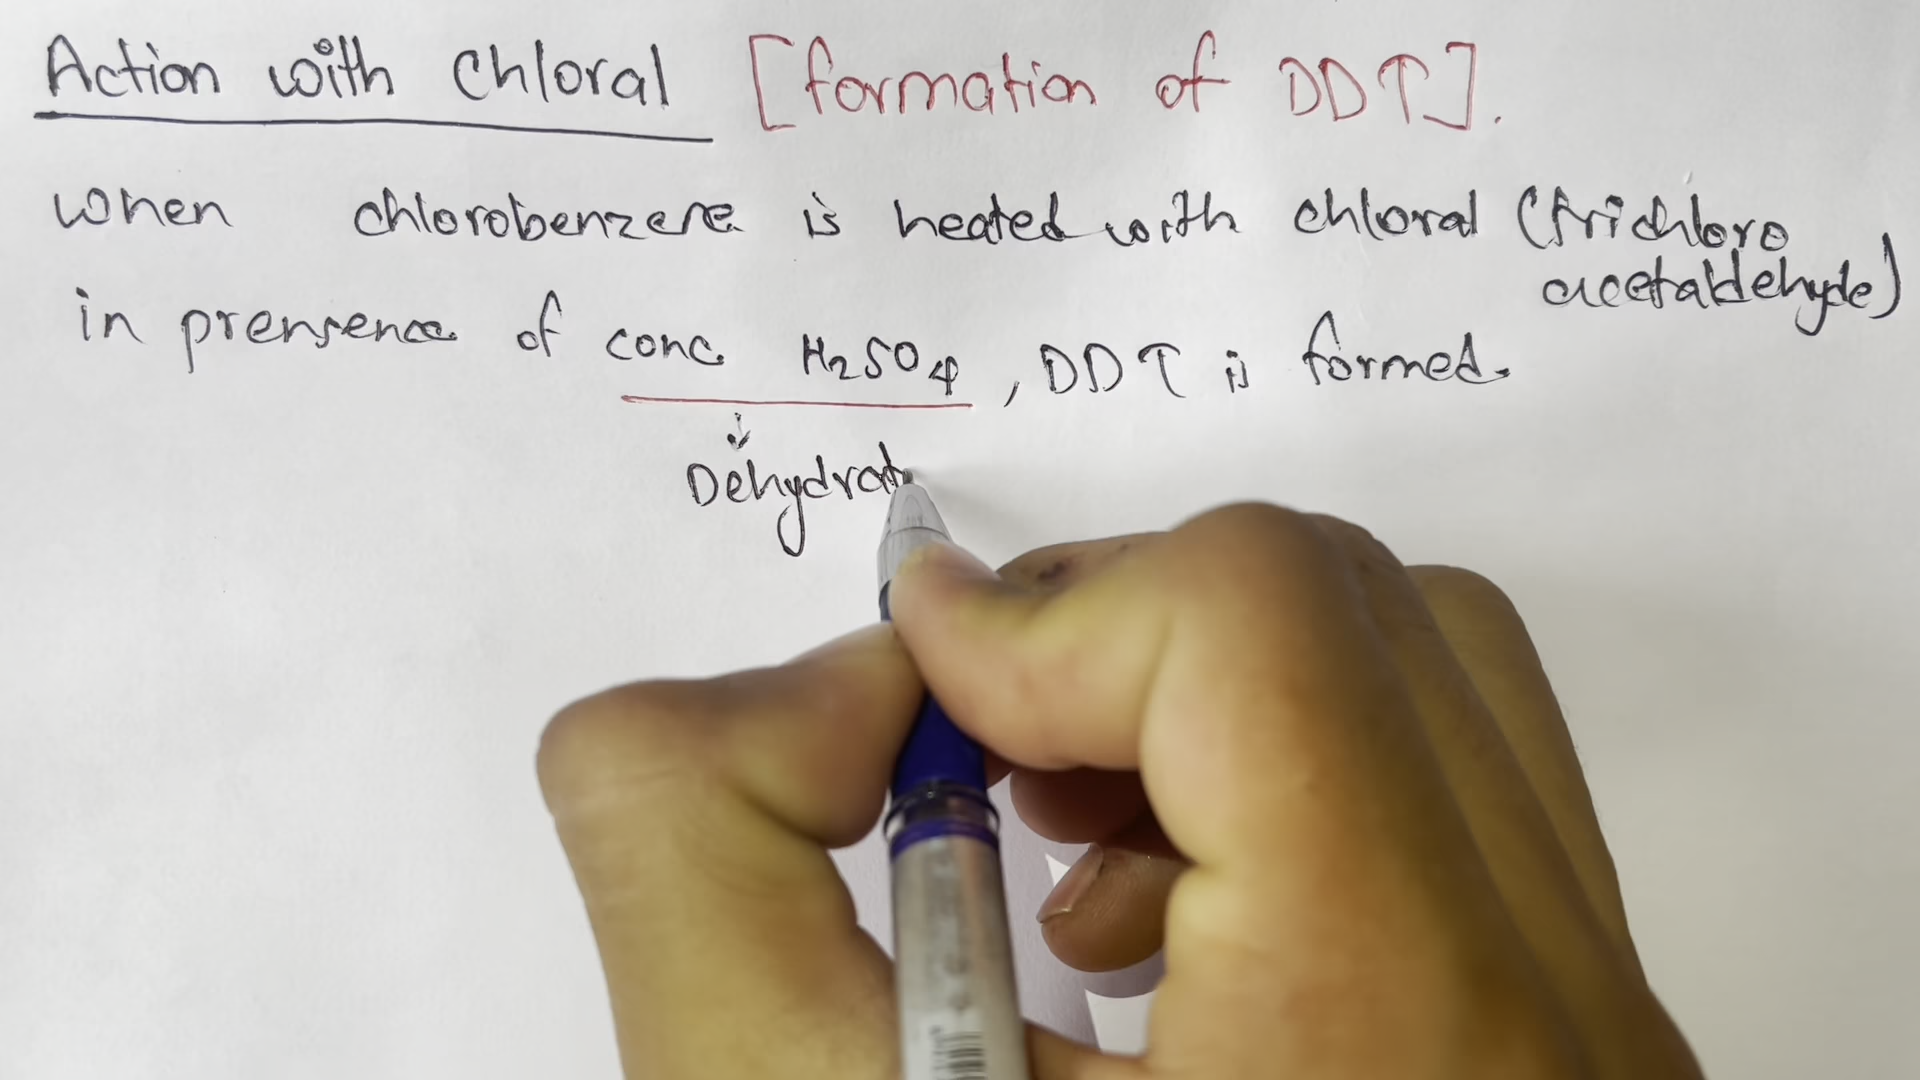 Action with Chloral [formation of DDT].
when chlorobenzene is heated with chloral (trichloro
acetaldehyde)
in prensence of conc. H₂SO₄, DDT is formed.
↓
Dehydrat